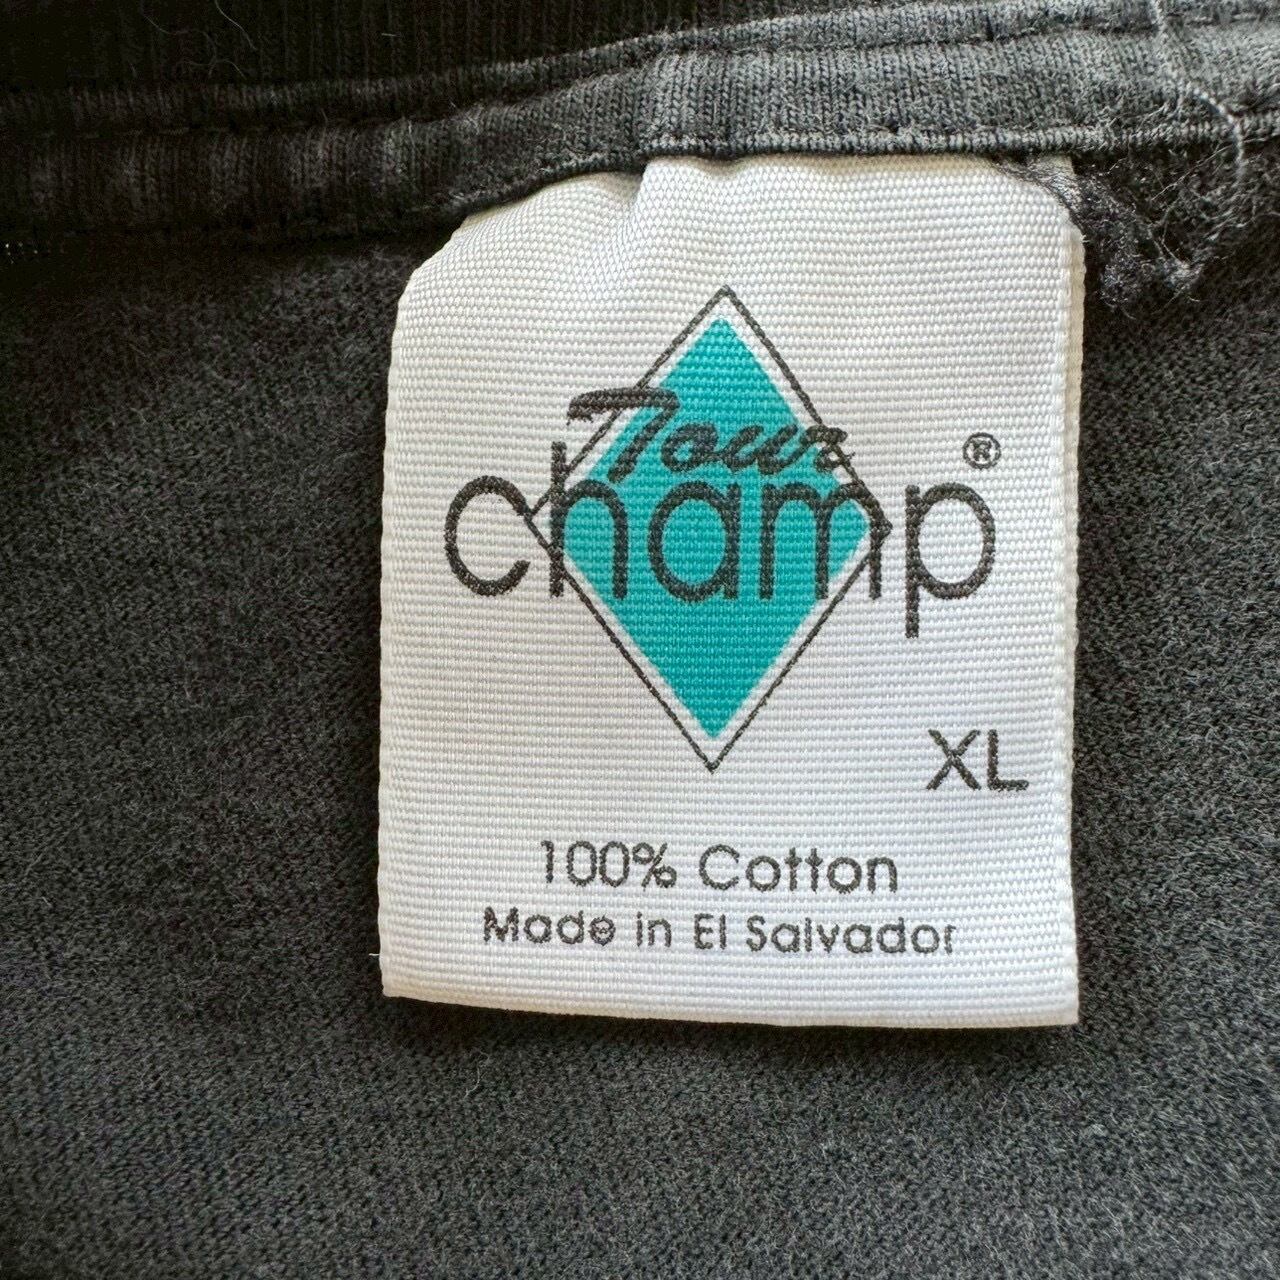 Tour
champ®
XL
100% Cotton
Made in El Salvador